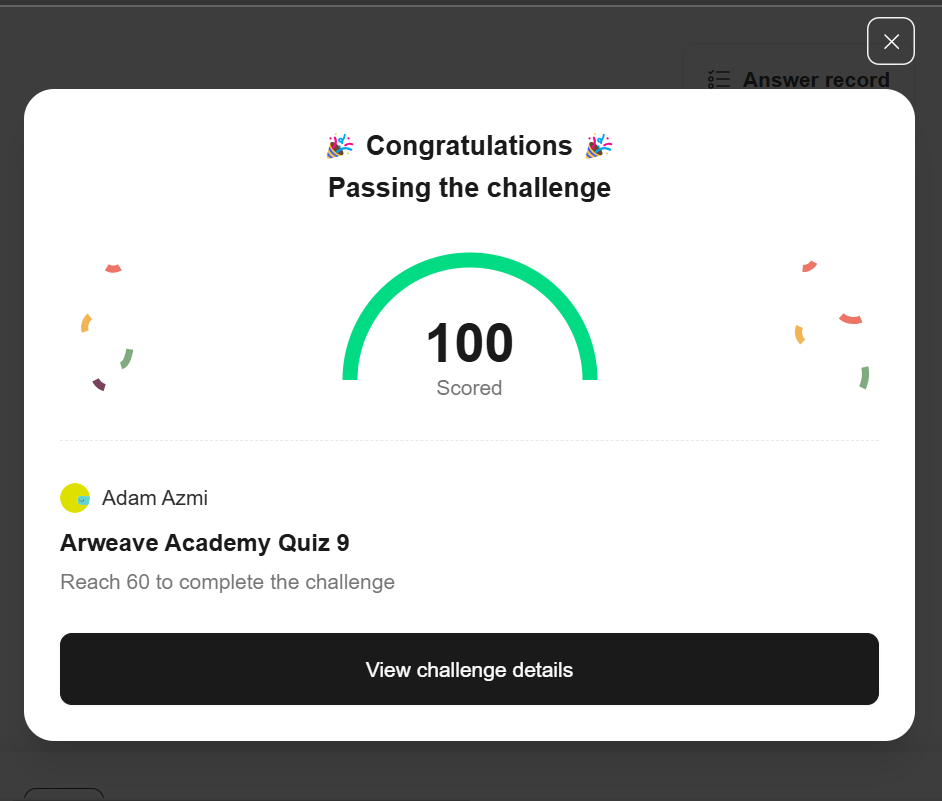 Answer record
🎉 Congratulations 🎉
Passing the challenge
100
Scored
Adam Azmi
Arweave Academy Quiz 9
Reach 60 to complete the challenge
View challenge details